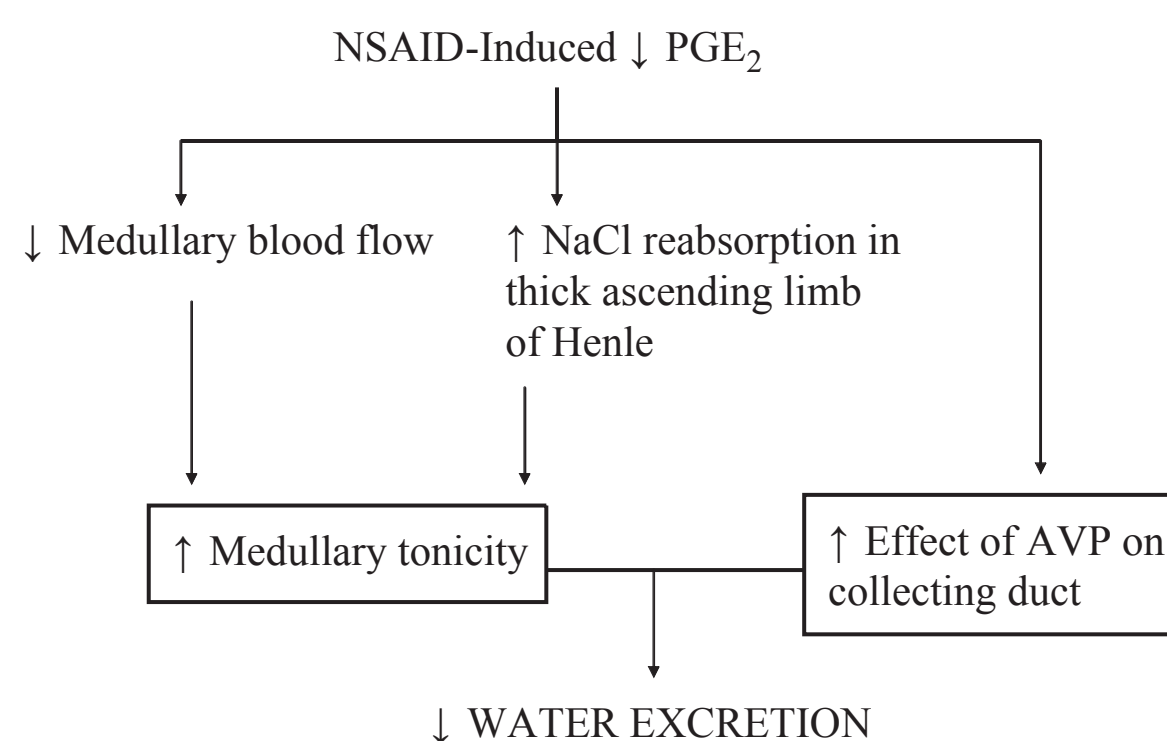 NSAID-Induced ↓ PGE₂
↓ Medullary blood flow
↑ NaCl reabsorption in
thick ascending limb
of Henle
↑ Medullary tonicity
↑ Effect of AVP on
collecting duct
↓ WATER EXCRETION